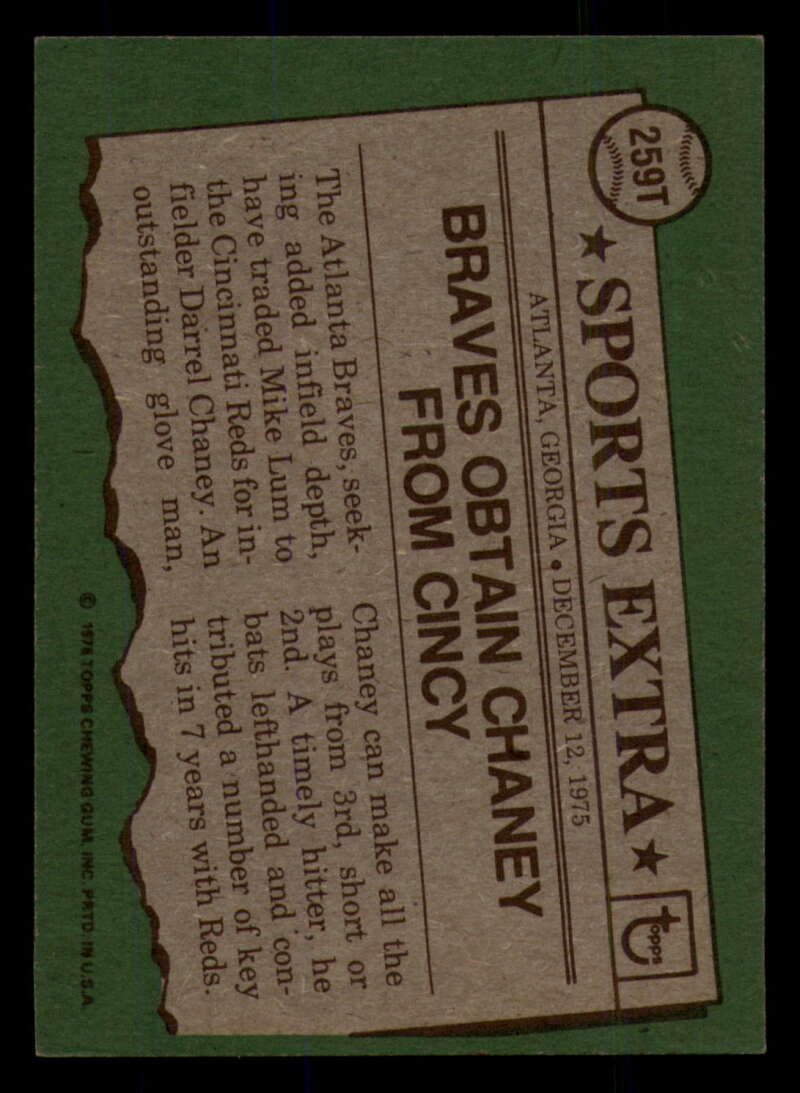 259T
★ SPORTS EXTRA ★
topps
ATLANTA, GEORGIA • DECEMBER 12, 1975
BRAVES OBTAIN CHANEY
FROM CINCY
The Atlanta Braves, seek-
ing added infield depth,
have traded Mike Lum to
the Cincinnati Reds for in-
fielder Darrel Chaney. An
outstanding glove man,
Chaney can make all the
plays from 3rd, short or
2nd. A timely hitter, he
bats lefthanded and con-
tributed a number of key
hits in 7 years with Reds.
© 1976 TOPPS CHEWING GUM, INC. PRTD. IN U.S.A.